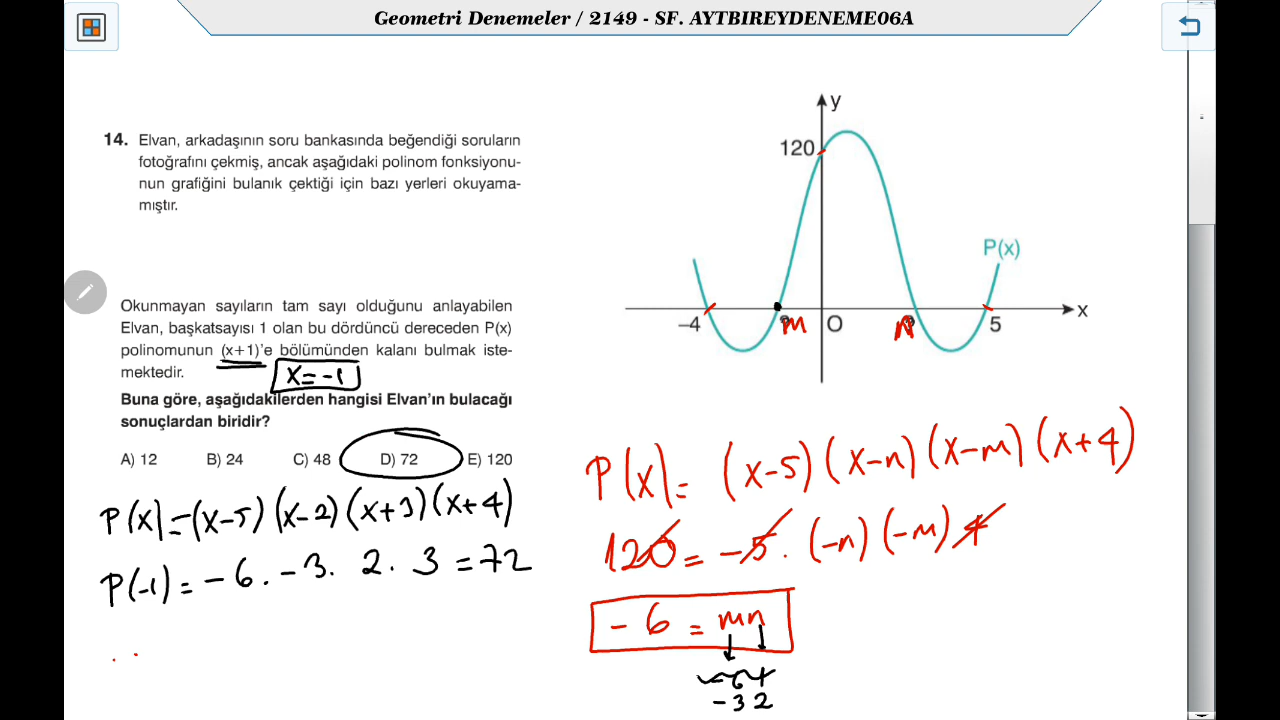 Geometri Denemeler / 2149 - SF. AYTBIREYDENEME06A
14. Elvan, arkadaşının soru bankasında beğendiği soruların
fotoğrafını çekmiş, ancak aşağıdaki polinom fonksiyonu-
nun grafiğini bulanık çektiği için bazı yerleri okuyama-
mıştır.
Okunmayan sayıların tam sayı olduğunu anlayabilen
Elvan, başkatsayısı 1 olan bu dördüncü dereceden P(x)
polinomunun (x+1)'e bölümünden kalanı bulmak iste-
mektedir.
x=-1
Buna göre, aşağıdakilerden hangisi Elvan'ın bulacağı
sonuçlardan biridir?
A) 12 B) 24 C) 48 D) 72 E) 120
P(x)=(x-5)(x-2)(x+3)(x+4)
P(-1)=-6.-3. 2. 3=72
y
120
P(x)
x
-4 m O n 5
P(x)= (x-5)(x-n)(x-m)(x+4)
120=-5.(-n)(-m)4
-6 = mn
-6 1
-3 2